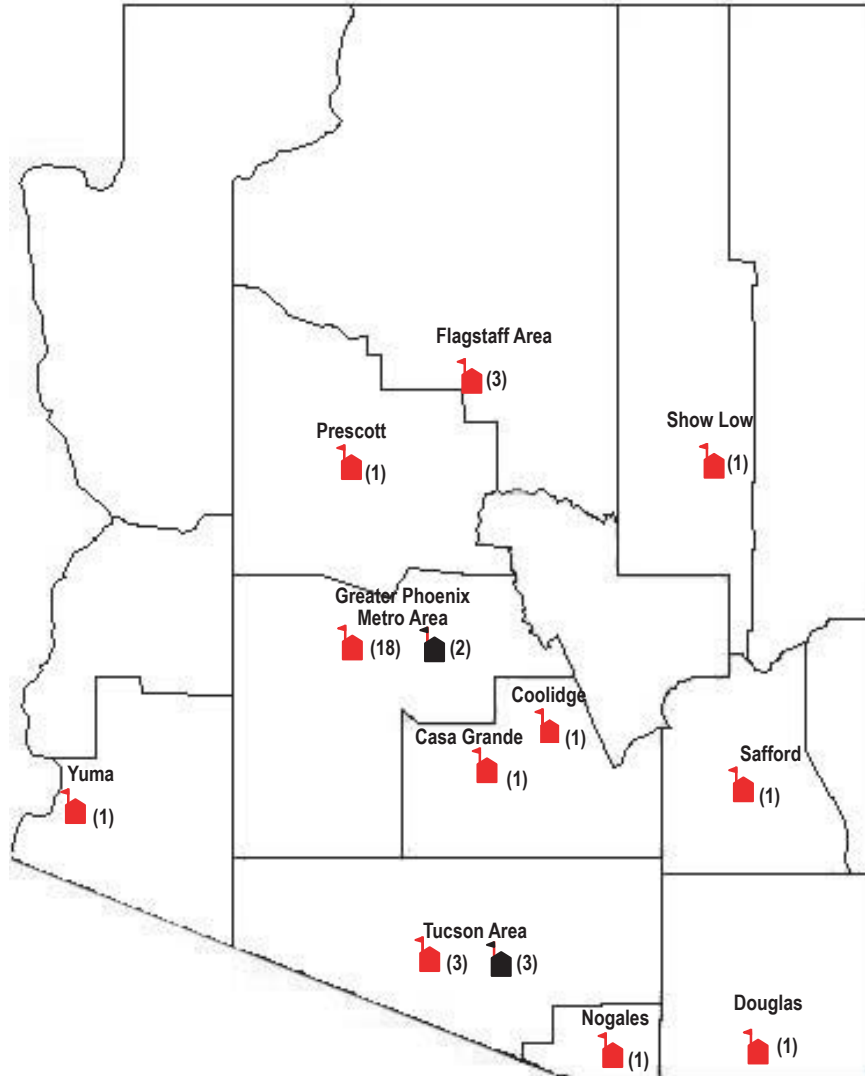 Flagstaff Area
(3)
Prescott
(1)
Show Low
(1)
Greater Phoenix
Metro Area
(18)
(2)
Coolidge
(1)
Casa Grande
(1)
Safford
(1)
Yuma
(1)
Tucson Area
(3)
(3)
Nogales
(1)
Douglas
(1)